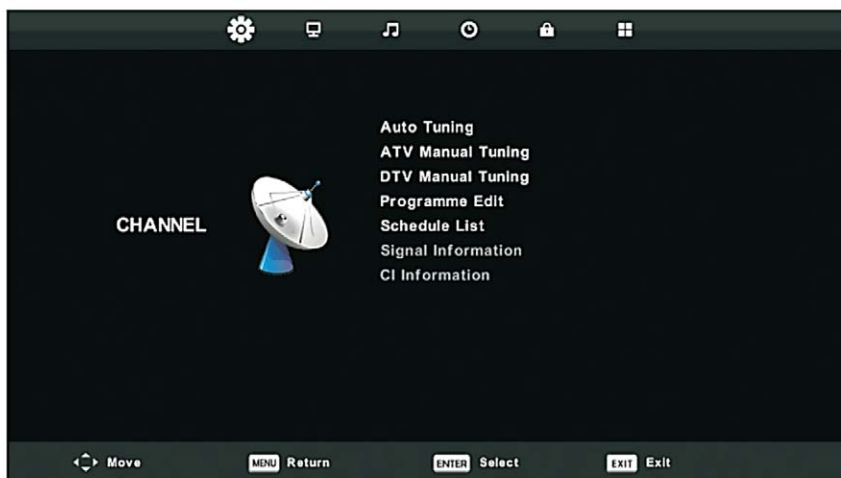 CHANNEL
Auto Tuning
ATV Manual Tuning
DTV Manual Tuning
Programme Edit
Schedule List
Signal Information
CI Information
Move MENU Return ENTER Select EXIT Exit